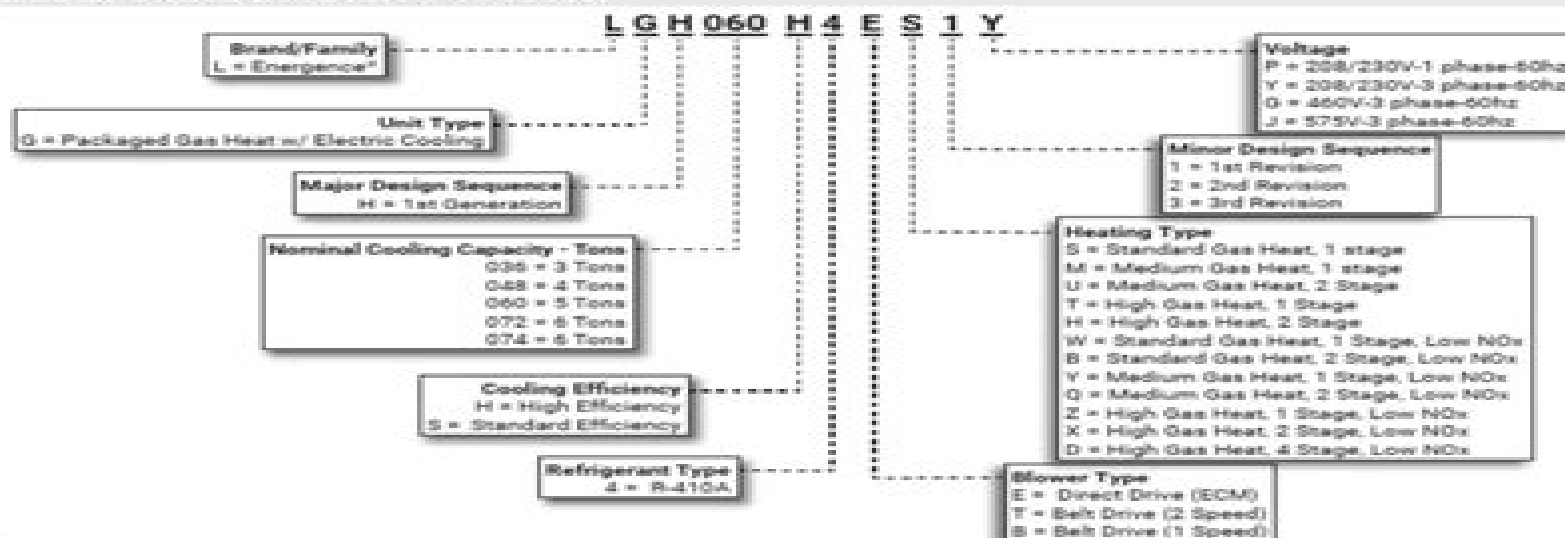 L G H 060 H 4 E S 1 Y
Brand/Family
L = Energence®
Unit Type
G = Packaged Gas Heat w/ Electric Cooling
Major Design Sequence
H = 1st Generation
Nominal Cooling Capacity - Tons
036 = 3 Tons
048 = 4 Tons
060 = 5 Tons
072 = 6 Tons
074 = 6 Tons
Cooling Efficiency
H = High Efficiency
S = Standard Efficiency
Refrigerant Type
4 = R-410A
Voltage
P = 208/230V-1 phase-60hz
Y = 208/230V-3 phase-60hz
G = 460V-3 phase-60hz
J = 575V-3 phase-60hz
Minor Design Sequence
1 = 1st Revision
2 = 2nd Revision
3 = 3rd Revision
Heating Type
S = Standard Gas Heat, 1 stage
M = Medium Gas Heat, 1 stage
U = Medium Gas Heat, 2 Stage
T = High Gas Heat, 1 Stage
H = High Gas Heat, 2 Stage
W = Standard Gas Heat, 1 Stage, Low NOx
B = Standard Gas Heat, 2 Stage, Low NOx
Y = Medium Gas Heat, 1 Stage, Low NOx
Q = Medium Gas Heat, 2 Stage, Low NOx
Z = High Gas Heat, 1 Stage, Low NOx
X = High Gas Heat, 2 Stage, Low NOx
D = High Gas Heat, 4 Stage, Low NOx
Blower Type
E = Direct Drive (ECM)
T = Belt Drive (2 Speed)
B = Belt Drive (1 Speed)